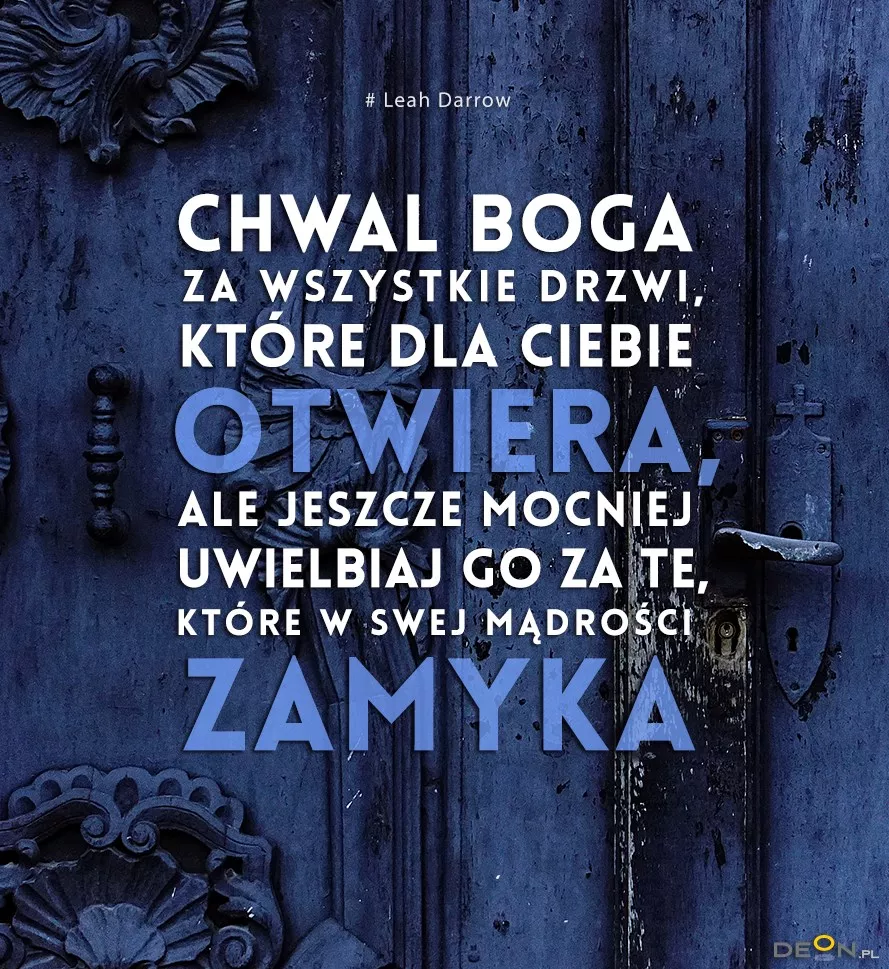 # Leah Darrow
CHWAL BOGA
ZA WSZYSTKIE DRZWI,
KTÓRE DLA CIEBIE
OTWIERA,
ALE JESZCZE MOCNIEJ
UWIELBIAJ GO ZA TE,
KTÓRE W SWEJ MĄDROŚCI
ZAMYKA
DEON.PL